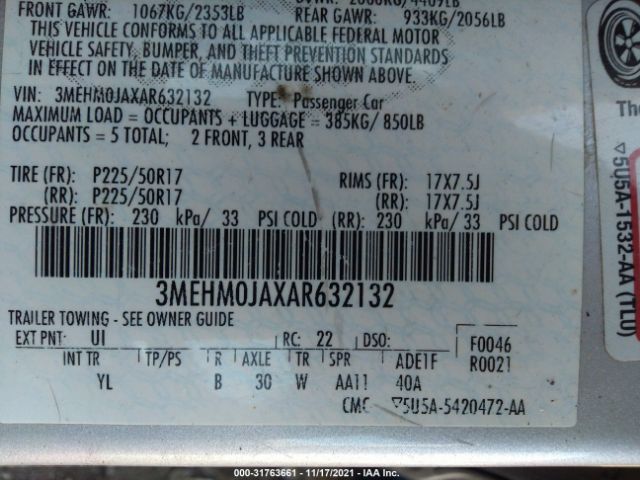 FRONT GAWR: 1067KG/2353LB REAR GAWR: 933KG/2056LB
THIS VEHICLE CONFORMS TO ALL APPLICABLE FEDERAL MOTOR
VEHICLE SAFETY, BUMPER, AND THEFT PREVENTION STANDARDS
IN EFFECT ON THE DATE OF MANUFACTURE SHOWN ABOVE.
VIN: 3MEHM0JAXAR632132 TYPE: Passenger Car
MAXIMUM LOAD = OCCUPANTS + LUGGAGE = 385KG/ 850LB
OCCUPANTS = 5 TOTAL; 2 FRONT, 3 REAR
TIRE (FR): P225/50R17 RIMS (FR): 17X7.5J
(RR): P225/50R17 (RR): 17X7.5J
PRESSURE (FR): 230 kPa/ 33 PSI COLD (RR): 230 kPa/ 33 PSI COLD
3MEHM0JAXAR632132
TRAILER TOWING - SEE OWNER GUIDE
EXT PNT: UI RC: 22 DSO: F0046
INT TR TP/PS R AXLE TR SPR ADE1F R0021
YL B 30 W AA11 40A
CMC ▽5U5A-5420472-AA
The
▽5U5A-1532-AA (TLU)
000-31763661 - 11/17/2021 - IAA Inc.